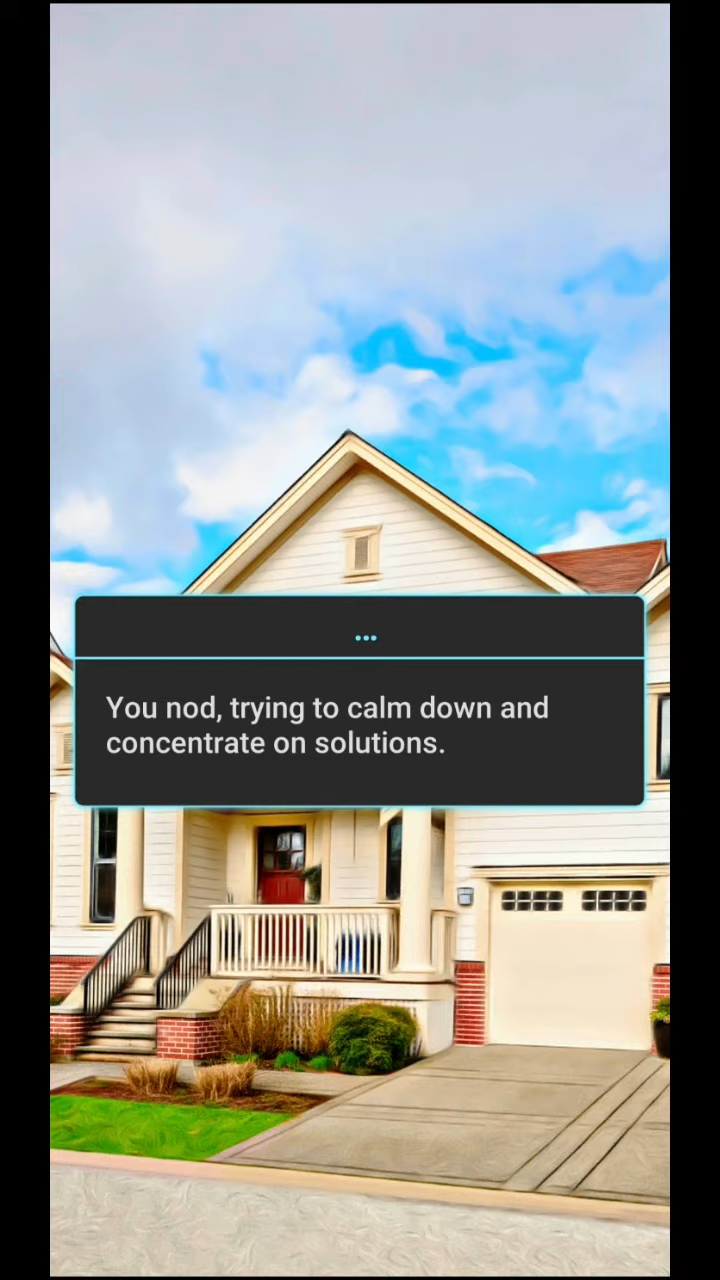 ...
You nod, trying to calm down and
concentrate on solutions.